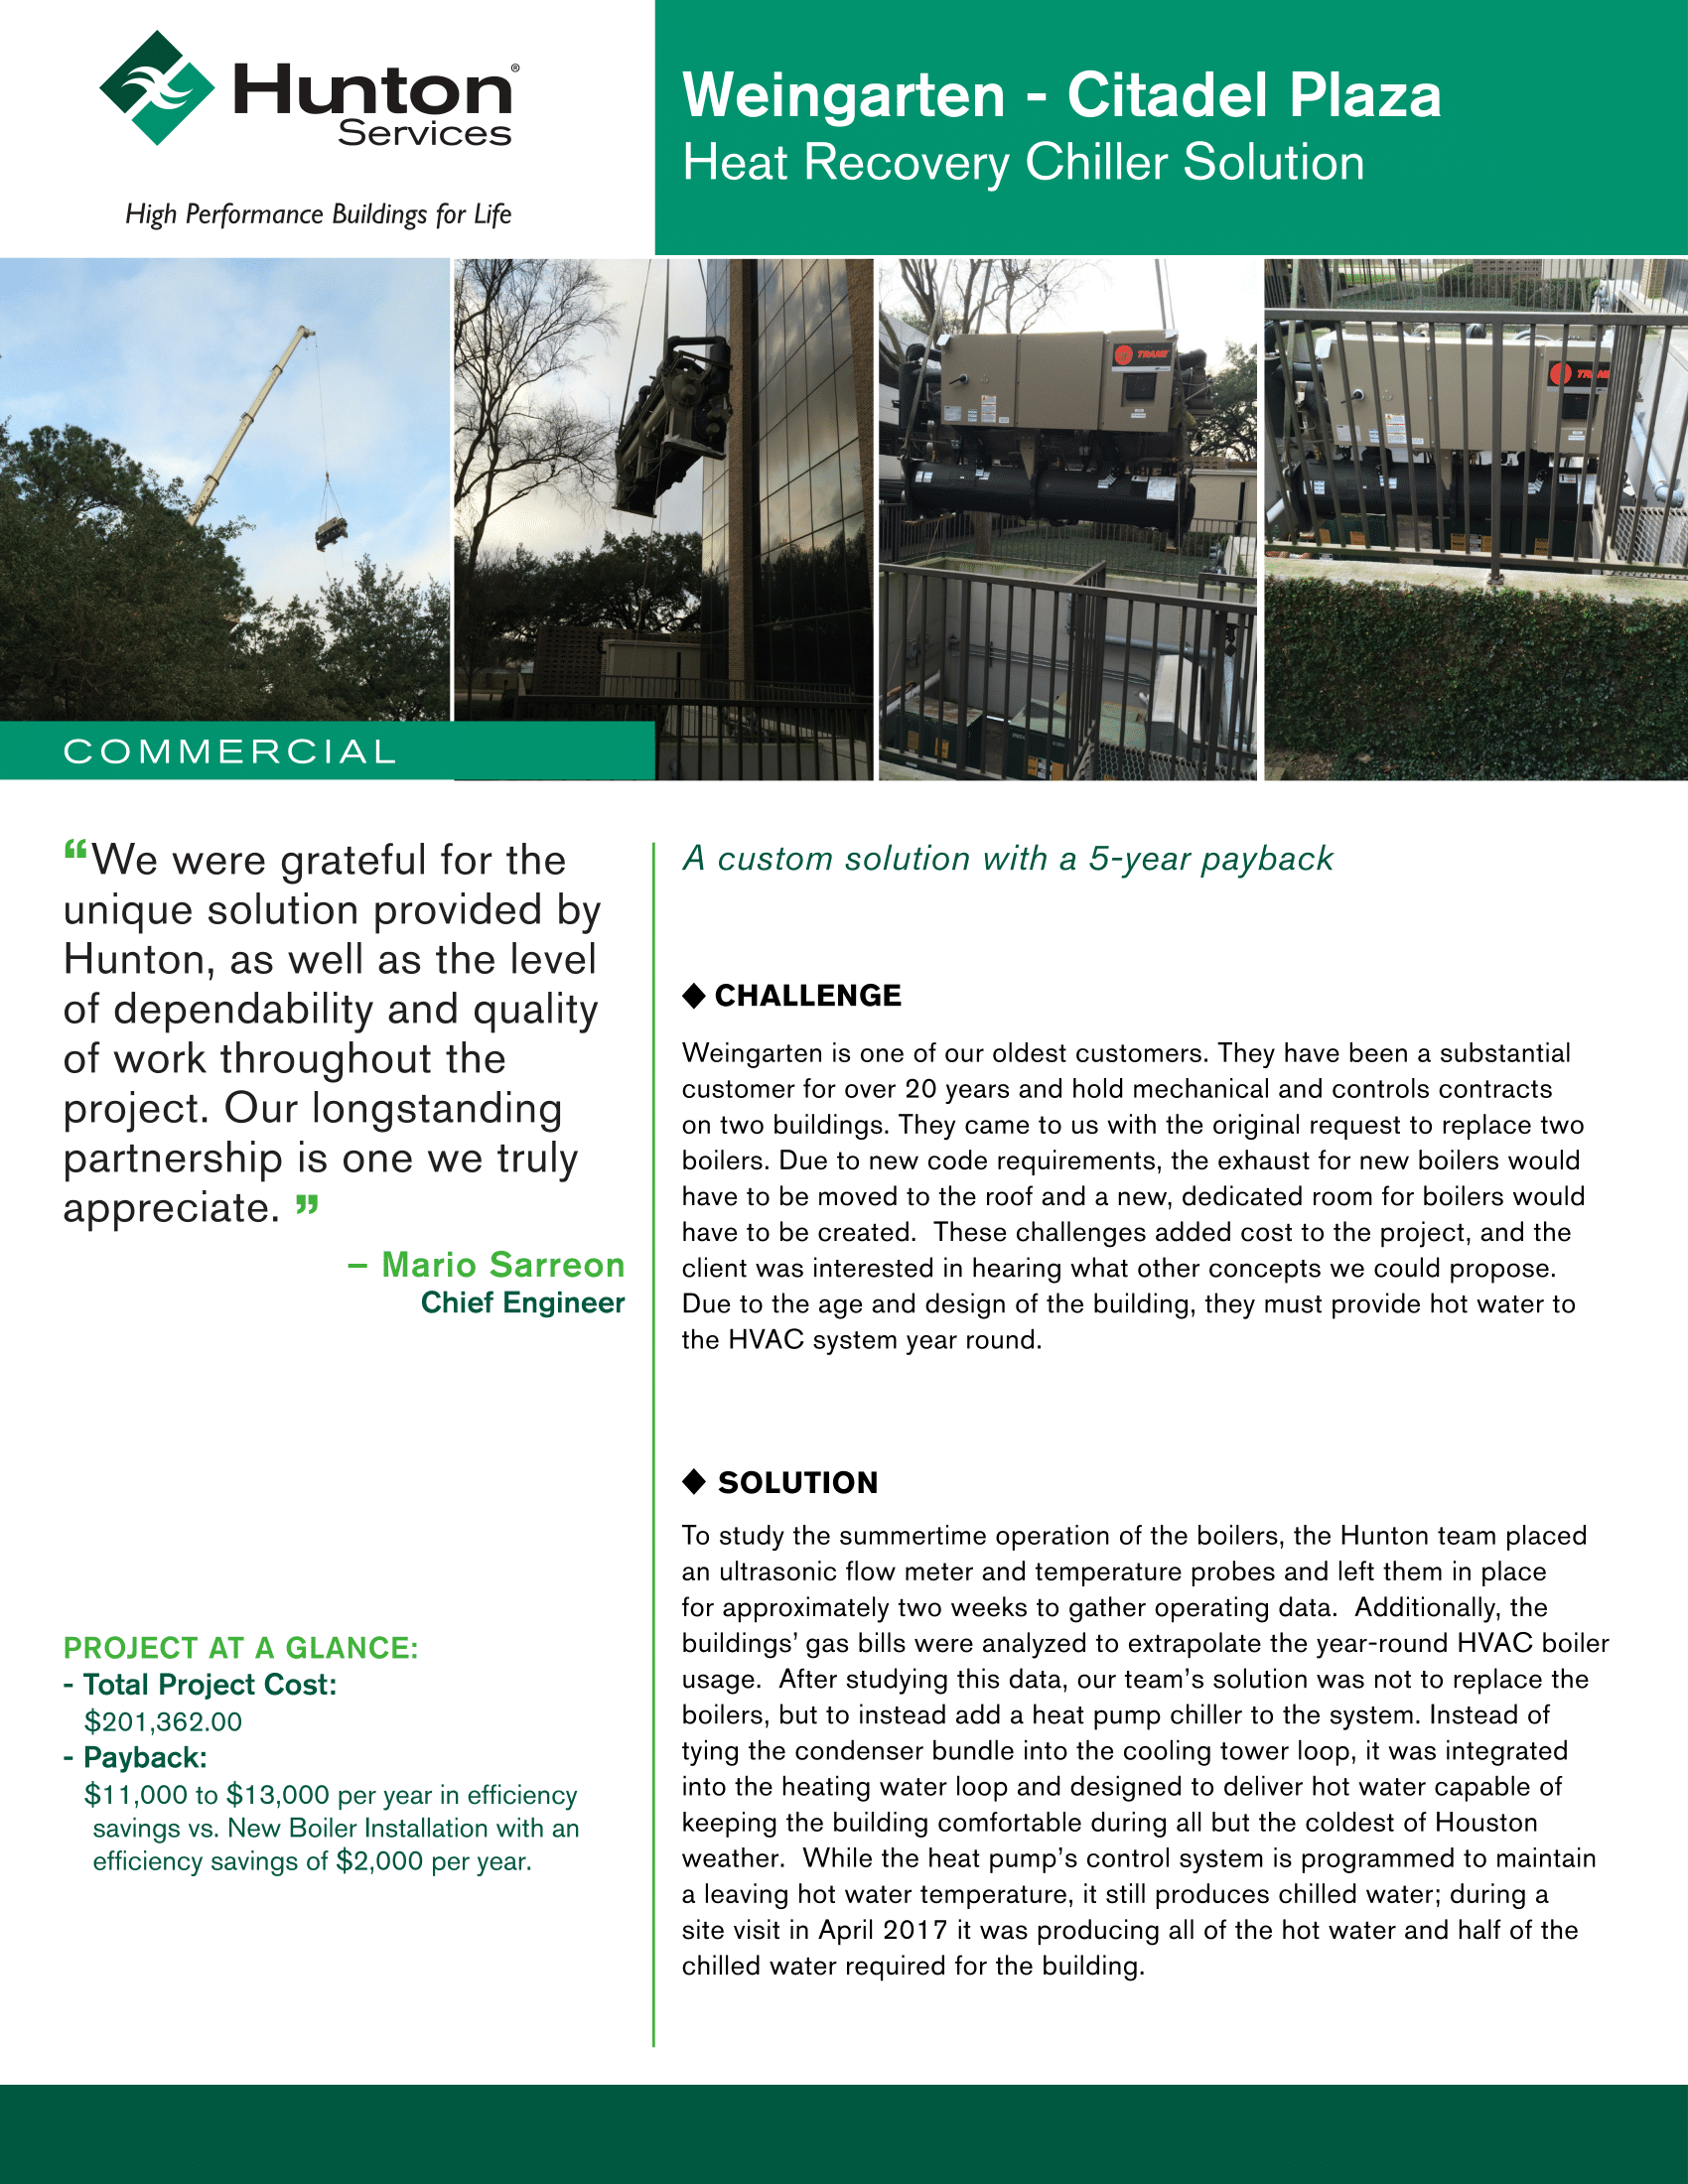 Hunton®
Services
High Performance Buildings for Life
Weingarten - Citadel Plaza
Heat Recovery Chiller Solution
TRANE
TRANE
COMMERCIAL
“We were grateful for the
unique solution provided by
Hunton, as well as the level
of dependability and quality
of work throughout the
project. Our longstanding
partnership is one we truly
appreciate. ”
– Mario Sarreon
Chief Engineer
PROJECT AT A GLANCE:
- Total Project Cost:
$201,362.00
- Payback:
$11,000 to $13,000 per year in efficiency
savings vs. New Boiler Installation with an
efficiency savings of $2,000 per year.
A custom solution with a 5-year payback
◆ CHALLENGE
Weingarten is one of our oldest customers. They have been a substantial
customer for over 20 years and hold mechanical and controls contracts
on two buildings. They came to us with the original request to replace two
boilers. Due to new code requirements, the exhaust for new boilers would
have to be moved to the roof and a new, dedicated room for boilers would
have to be created.  These challenges added cost to the project, and the
client was interested in hearing what other concepts we could propose.
Due to the age and design of the building, they must provide hot water to
the HVAC system year round.
◆ SOLUTION
To study the summertime operation of the boilers, the Hunton team placed
an ultrasonic flow meter and temperature probes and left them in place
for approximately two weeks to gather operating data.  Additionally, the
buildings’ gas bills were analyzed to extrapolate the year-round HVAC boiler
usage.  After studying this data, our team’s solution was not to replace the
boilers, but to instead add a heat pump chiller to the system. Instead of
tying the condenser bundle into the cooling tower loop, it was integrated
into the heating water loop and designed to deliver hot water capable of
keeping the building comfortable during all but the coldest of Houston
weather.  While the heat pump’s control system is programmed to maintain
a leaving hot water temperature, it still produces chilled water; during a
site visit in April 2017 it was producing all of the hot water and half of the
chilled water required for the building.